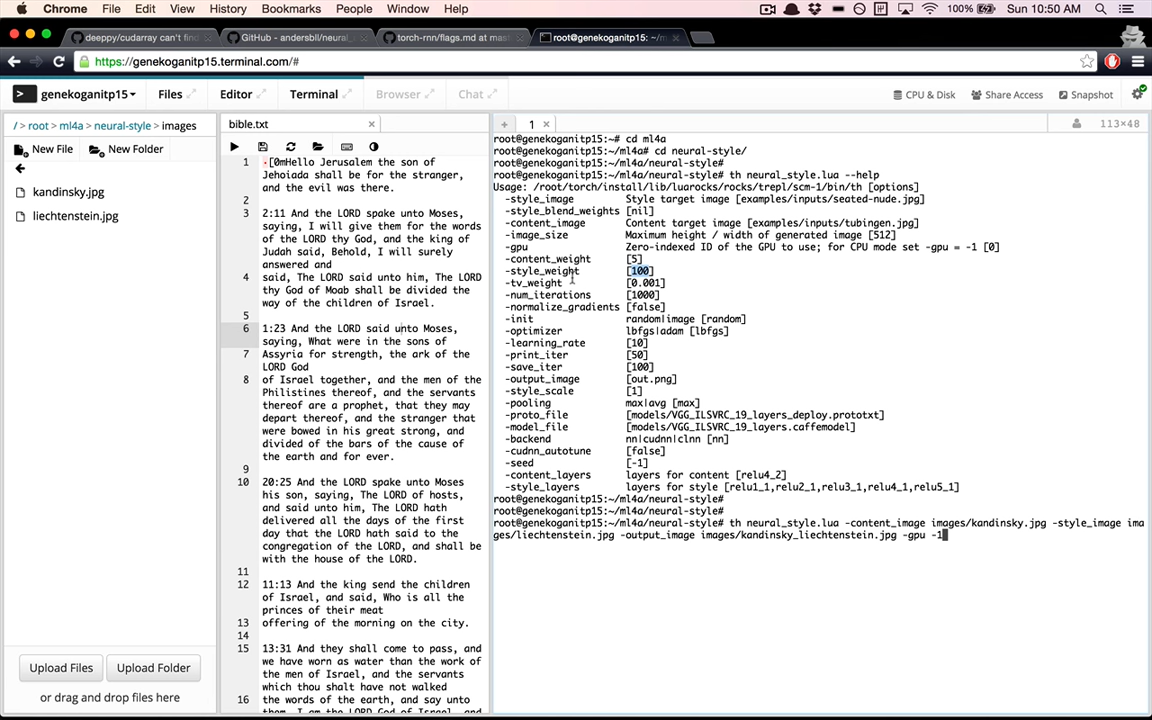 Chrome File Edit View History Bookmarks People Window Help 100% Sun 10:50 AM
deeppy/cudarray can't find GitHub - andersbll/neural_ torch-rnn/flags.md at mast root@genekoganitp15: ~/m
https://genekoganitp15.terminal.com/#
genekoganitp15 Files Editor Terminal Browser Chat CPU & Disk Share Access Snapshot
/ > root > ml4a > neural-style > images
New File New Folder
kandinsky.jpg
liechtenstein.jpg
Upload Files Upload Folder
or drag and drop files here
bible.txt
1 [0mHello Jerusalem the son of
Jehoiada shall be for the stranger,
and the evil was there.
2
3 2:11 And the LORD spake unto Moses,
saying, I will give them for the words
of the LORD thy God, and the king of
Judah said, Behold, I will surely
answered and
4 said, The LORD said unto him, The LORD
thy God of Moab shall be divided the
way of the children of Israel.
5
6 1:23 And the LORD said unto Moses,
saying, What were in the sons of
7 Assyria for strength, the ark of the
LORD God
8 of Israel together, and the men of the
Philistines thereof, and the servants
thereof are a prophet, that they may
depart thereof, and the stranger that
were bowed in his great strong, and
divided of the bars of the cause of
the earth and for ever.
9
10 20:25 And the LORD spake unto Moses
his son, saying, The LORD of hosts,
and said unto him, The LORD hath
delivered all the days of the first
day that the LORD hath said to the
congregation of the LORD, and shall be
with the house of the LORD.
11
12 11:13 And the king send the children
of Israel, and said, Who is all the
princes of their meat
13 offering of the morning on the city.
14
15 13:31 And they shall come to pass, and
we have worn as water than the work of
the men of Israel, and the servants
which thou shalt have not walked
16 the words of the earth, and say unto
them, I am the LORD God of Israel, and
1 113×48
root@genekoganitp15:~# cd ml4a
root@genekoganitp15:~/ml4a# cd neural-style/
root@genekoganitp15:~/ml4a/neural-style#
root@genekoganitp15:~/ml4a/neural-style# th neural_style.lua --help
Usage: /root/torch/install/lib/luarocks/rocks/trepl/scm-1/bin/th [options]
-style_image Style target image [examples/inputs/seated-nude.jpg]
-style_blend_weights [nil]
-content_image Content target image [examples/inputs/tubingen.jpg]
-image_size Maximum height / width of generated image [512]
-gpu Zero-indexed ID of the GPU to use; for CPU mode set -gpu = -1 [0]
-content_weight [5]
-style_weight [100]
-tv_weight [0.001]
-num_iterations [1000]
-normalize_gradients [false]
-init random|image [random]
-optimizer lbfgs|adam [lbfgs]
-learning_rate [10]
-print_iter [50]
-save_iter [100]
-output_image [out.png]
-style_scale [1]
-pooling max|avg [max]
-proto_file [models/VGG_ILSVRC_19_layers_deploy.prototxt]
-model_file [models/VGG_ILSVRC_19_layers.caffemodel]
-backend nn|cudnn|clnn [nn]
-cudnn_autotune [false]
-seed [-1]
-content_layers layers for content [relu4_2]
-style_layers layers for style [relu1_1,relu2_1,relu3_1,relu4_1,relu5_1]
root@genekoganitp15:~/ml4a/neural-style#
root@genekoganitp15:~/ml4a/neural-style#
root@genekoganitp15:~/ml4a/neural-style# th neural_style.lua -content_image images/kandinsky.jpg -style_image ima
ges/liechtenstein.jpg -output_image images/kandinsky_liechtenstein.jpg -gpu -1